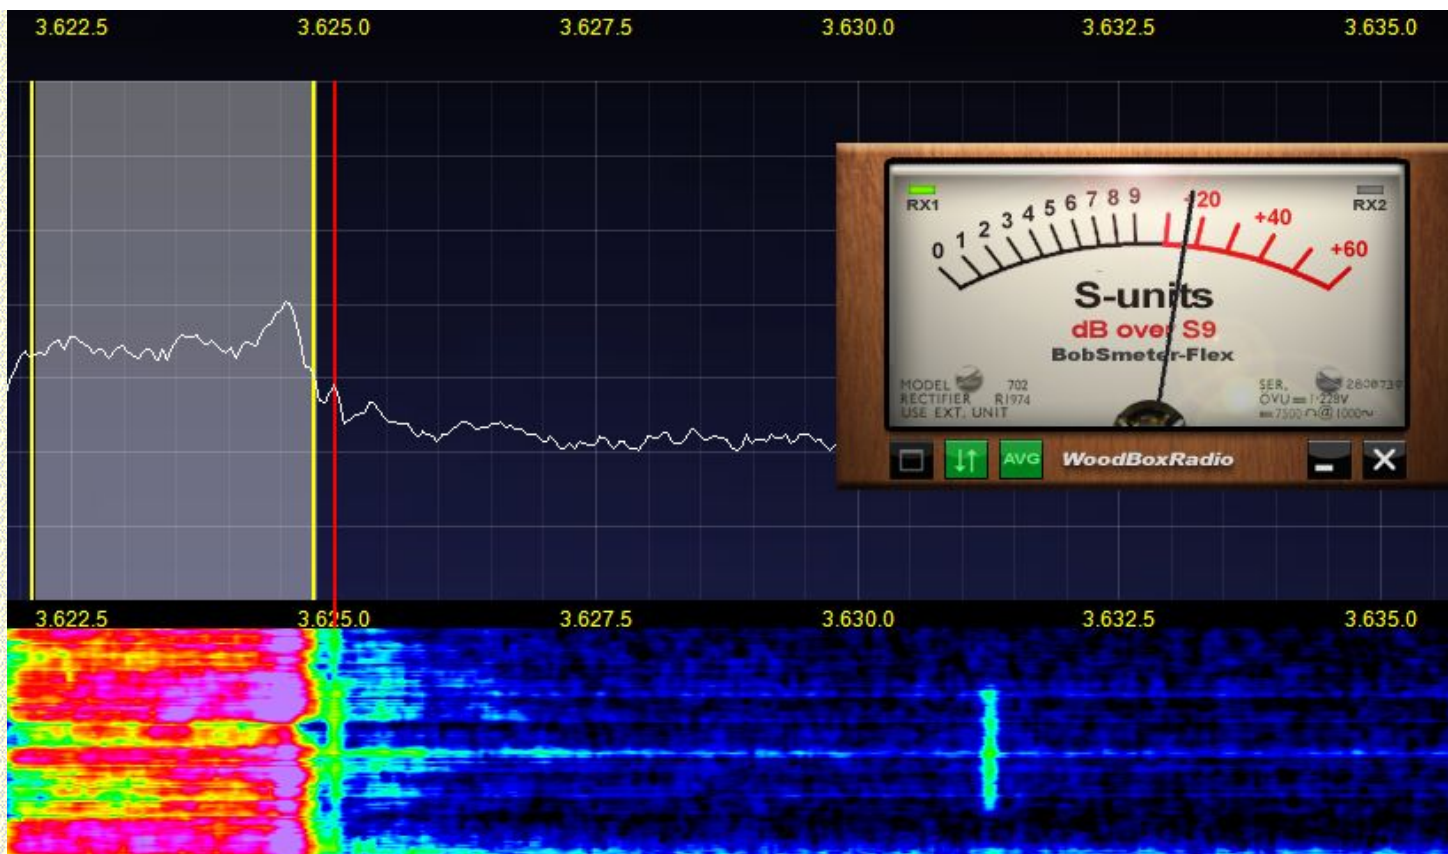 3.622.5 3.625.0 3.627.5 3.630.0 3.632.5 3.635.0
RX1 RX2
0 1 2 3 4 5 6 7 8 9 +20 +40 +60
S-units
dB over S9
BobSmeter-Flex
MODEL 702
RECTIFIER R1974
USE EXT. UNIT
SER. 2800739
OVU
AVG WoodBoxRadio
3.622.5 3.625.0 3.627.5 3.630.0 3.632.5 3.635.0